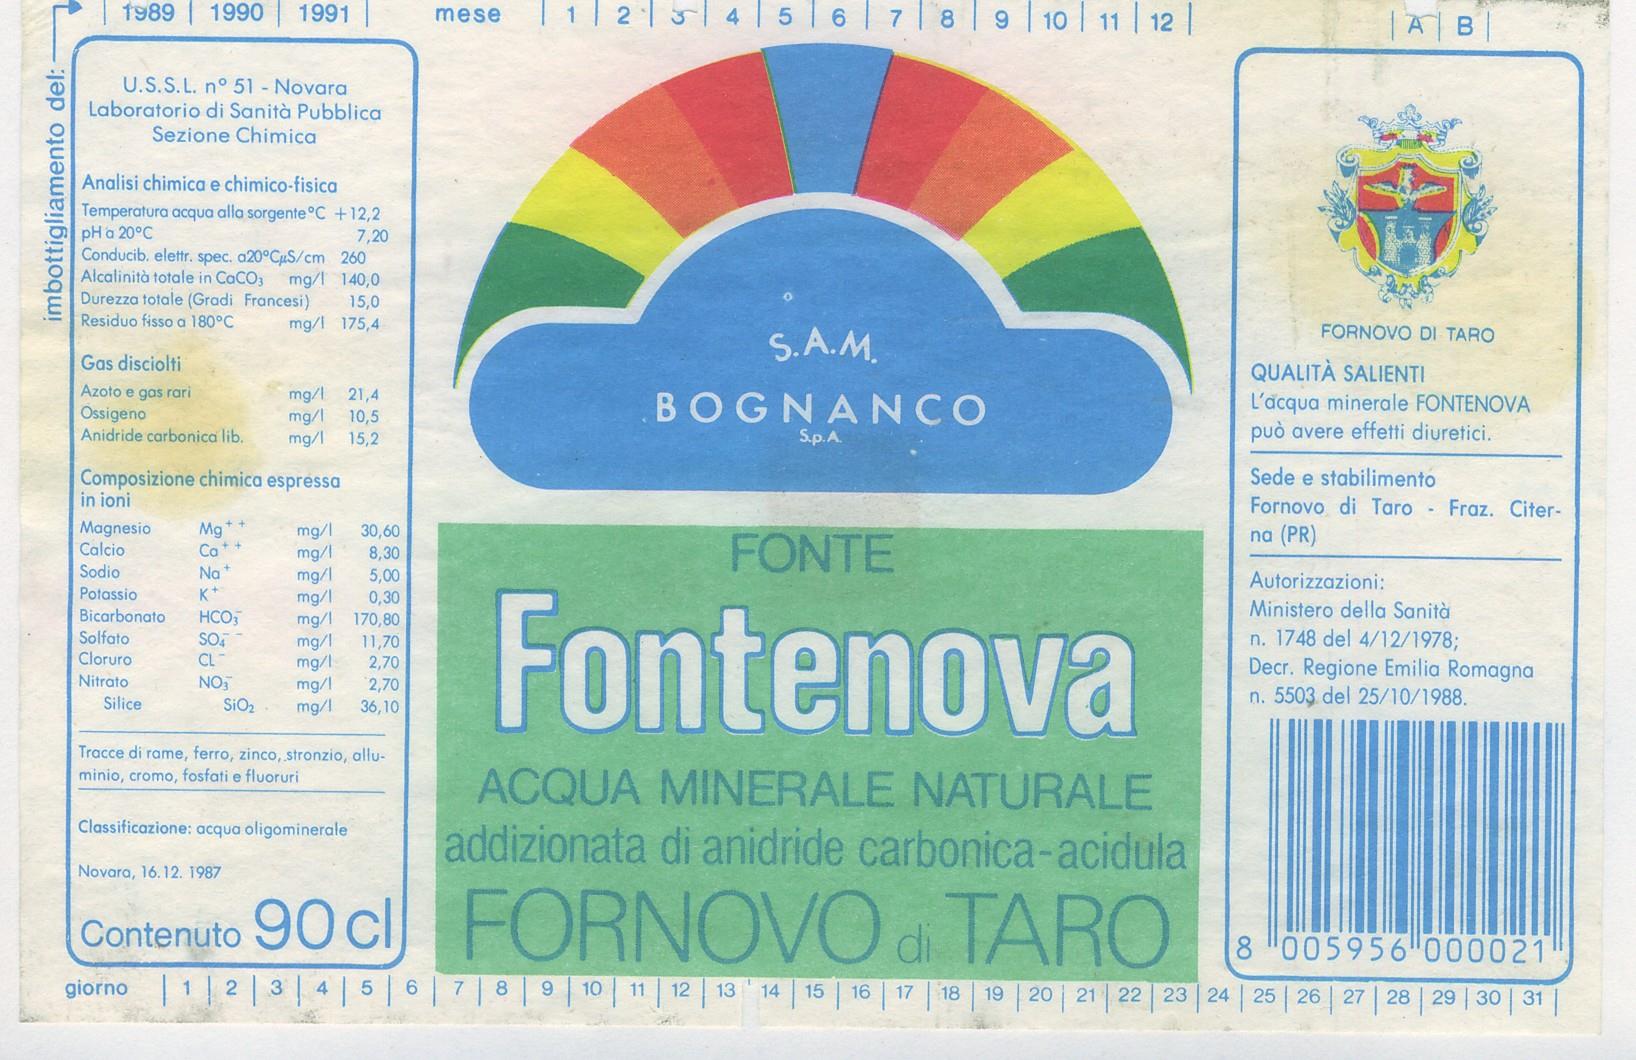 1989 | 1990 | 1991 |
mese | 1 | 2 | 3 | 4 | 5 | 6 | 7 | 8 | 9 | 10 | 11 | 12 |
| A | B |
imbottigliamento del:
U.S.S.L. n° 51 - Novara
Laboratorio di Sanità Pubblica
Sezione Chimica
Analisi chimica e chimico-fisica
Temperatura acqua alla sorgente°C +12,2
pH a 20°C 7,20
Conducib. elettr. spec. a20°CµS/cm 260
Alcalinità totale in CaCO₃ mg/l 140,0
Durezza totale (Gradi Francesi) 15,0
Residuo fisso a 180°C mg/l 175,4
Gas disciolti
Azoto e gas rari mg/l 21,4
Ossigeno mg/l 10,5
Anidride carbonica lib. mg/l 15,2
Composizione chimica espressa
in ioni
Magnesio Mg⁺⁺ mg/l 30,60
Calcio Ca⁺⁺ mg/l 8,30
Sodio Na⁺ mg/l 5,00
Potassio K⁺ mg/l 0,30
Bicarbonato HCO₃⁻ mg/l 170,80
Solfato SO₄⁻⁻ mg/l 11,70
Cloruro CL⁻ mg/l 2,70
Nitrato NO₃⁻ mg/l 2,70
Silice SiO₂ mg/l 36,10
Tracce di rame, ferro, zinco, stronzio, allu-
minio, cromo, fosfati e fluoruri
Classificazione: acqua oligominerale
Novara, 16.12. 1987
Contenuto 90 cl
S.A.M.
BOGNANCO
S.p.A.
FONTE
Fontenova
ACQUA MINERALE NATURALE
addizionata di anidride carbonica-acidula
FORNOVO di TARO
FORNOVO DI TARO
QUALITÀ SALIENTI
L'acqua minerale FONTENOVA
può avere effetti diuretici.
Sede e stabilimento
Fornovo di Taro - Fraz. Citer-
na (PR)
Autorizzazioni:
Ministero della Sanità
n. 1748 del 4/12/1978;
Decr. Regione Emilia Romagna
n. 5503 del 25/10/1988.
8 005956 000021
giorno | 1 | 2 | 3 | 4 | 5 | 6 | 7 | 8 | 9 | 10 | 11 | 12 | 13 | 14 | 15 | 16 | 17 | 18 | 19 | 20 | 21 | 22 | 23 | 24 | 25 | 26 | 27 | 28 | 29 | 30 | 31 |